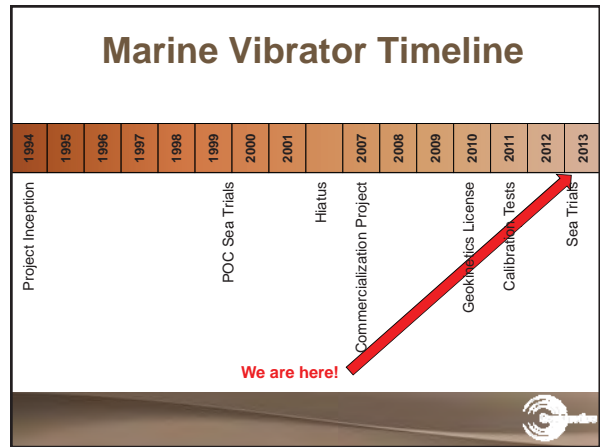 Marine Vibrator Timeline
1994
1995
1996
1997
1998
1999
2000
2001
2007
2008
2009
2010
2011
2012
2013
Project Inception
POC Sea Trials
Hiatus
Commercialization Project
Geokinetics License
Calibration Tests
Sea Trials
We are here!